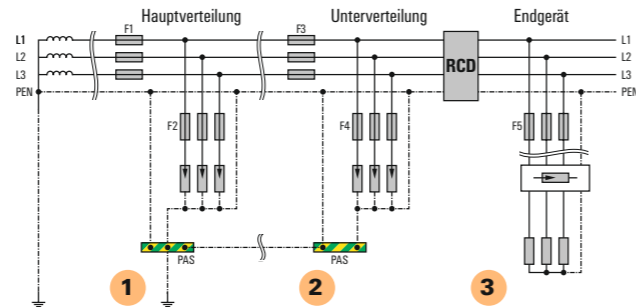 Hauptverteilung Unterverteilung Endgerät
F1 F3
L1 L1
L2 L2
RCD
L3 L3
PEN PEN
F2 F4 F5
PAS PAS
1 2 3